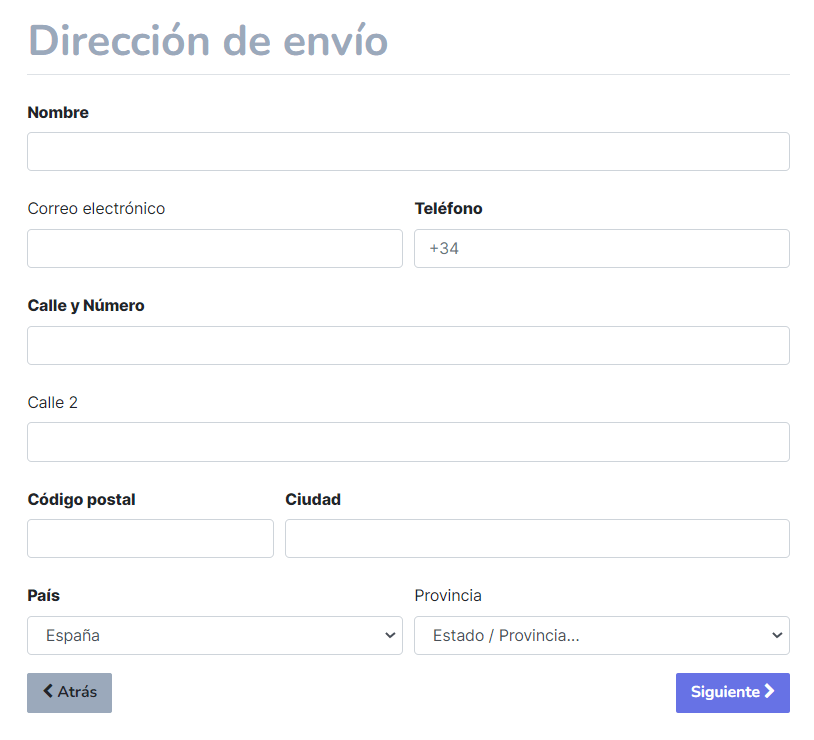 Dirección de envío
Nombre
Correo electrónico Teléfono
+34
Calle y Número
Calle 2
Código postal Ciudad
País Provincia
España Estado / Provincia...
Atrás Siguiente